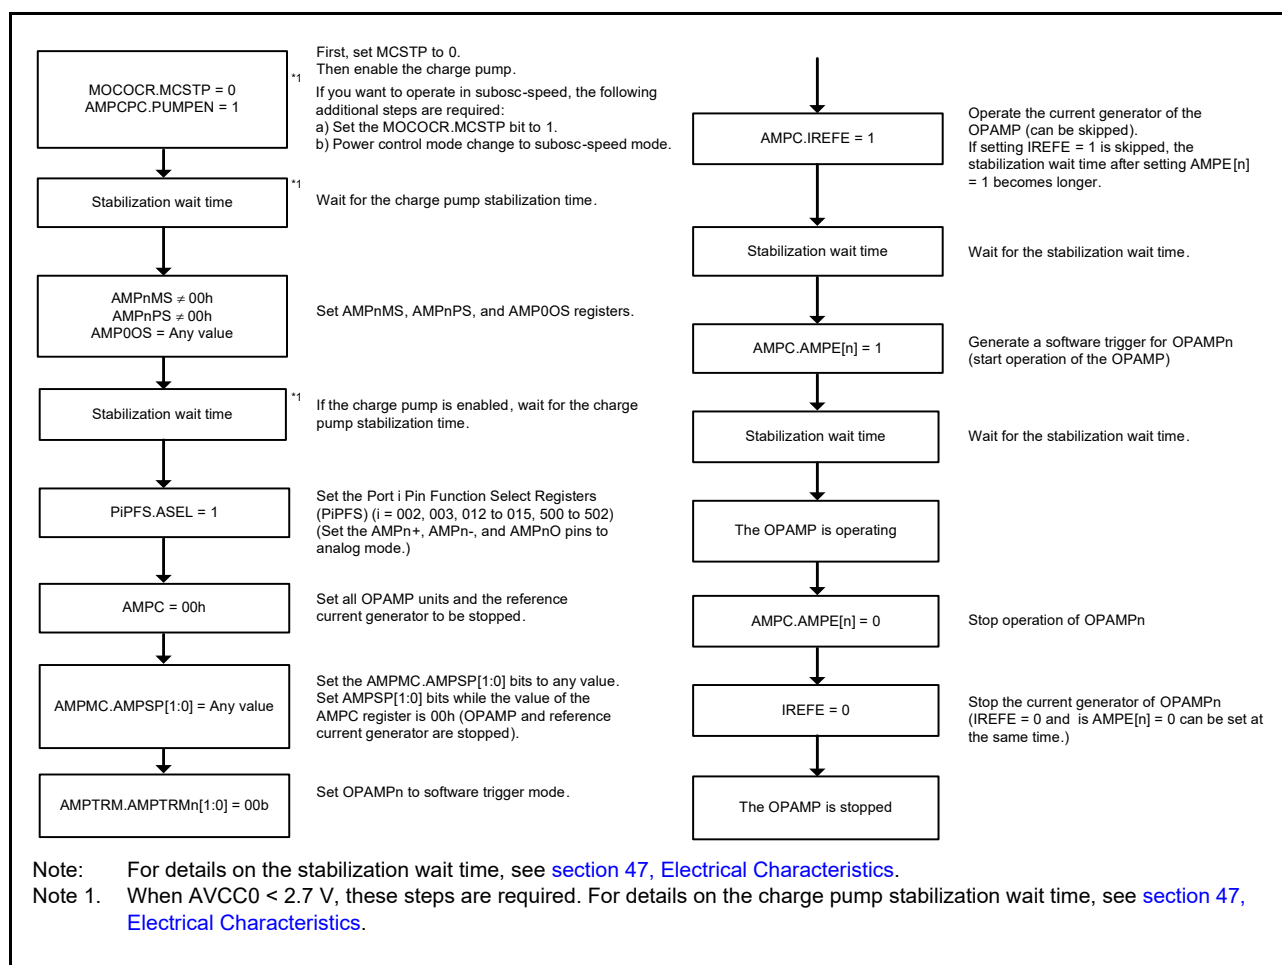 MOCOCR.MCSTP = 0
AMPCPC.PUMPEN = 1
*1
First, set MCSTP to 0.
Then enable the charge pump.
If you want to operate in subosc-speed, the following
additional steps are required:
a) Set the MOCOCR.MCSTP bit to 1.
b) Power control mode change to subosc-speed mode.
Stabilization wait time
*1
Wait for the charge pump stabilization time.
AMPnMS ≠ 00h
AMPnPS ≠ 00h
AMP0OS = Any value
Set AMPnMS, AMPnPS, and AMP0OS registers.
Stabilization wait time
*1
If the charge pump is enabled, wait for the charge
pump stabilization time.
PiPFS.ASEL = 1
Set the Port i Pin Function Select Registers
(PiPFS) (i = 002, 003, 012 to 015, 500 to 502)
(Set the AMPn+, AMPn-, and AMPnO pins to
analog mode.)
AMPC = 00h
Set all OPAMP units and the reference
current generator to be stopped.
AMPMC.AMPSP[1:0] = Any value
Set the AMPMC.AMPSP[1:0] bits to any value.
Set AMPSP[1:0] bits while the value of the
AMPC register is 00h (OPAMP and reference
current generator are stopped).
AMPTRM.AMPTRMn[1:0] = 00b
Set OPAMPn to software trigger mode.
AMPC.IREFE = 1
Operate the current generator of the
OPAMP (can be skipped).
If setting IREFE = 1 is skipped, the
stabilization wait time after setting AMPE[n]
= 1 becomes longer.
Stabilization wait time
Wait for the stabilization wait time.
AMPC.AMPE[n] = 1
Generate a software trigger for OPAMPn
(start operation of the OPAMP)
Stabilization wait time
Wait for the stabilization wait time.
The OPAMP is operating
AMPC.AMPE[n] = 0
Stop operation of OPAMPn
IREFE = 0
Stop the current generator of OPAMPn
(IREFE = 0 and is AMPE[n] = 0 can be set at
the same time.)
The OPAMP is stopped
Note: For details on the stabilization wait time, see section 47, Electrical Characteristics.
Note 1. When AVCC0 < 2.7 V, these steps are required. For details on the charge pump stabilization wait time, see section 47,
Electrical Characteristics.